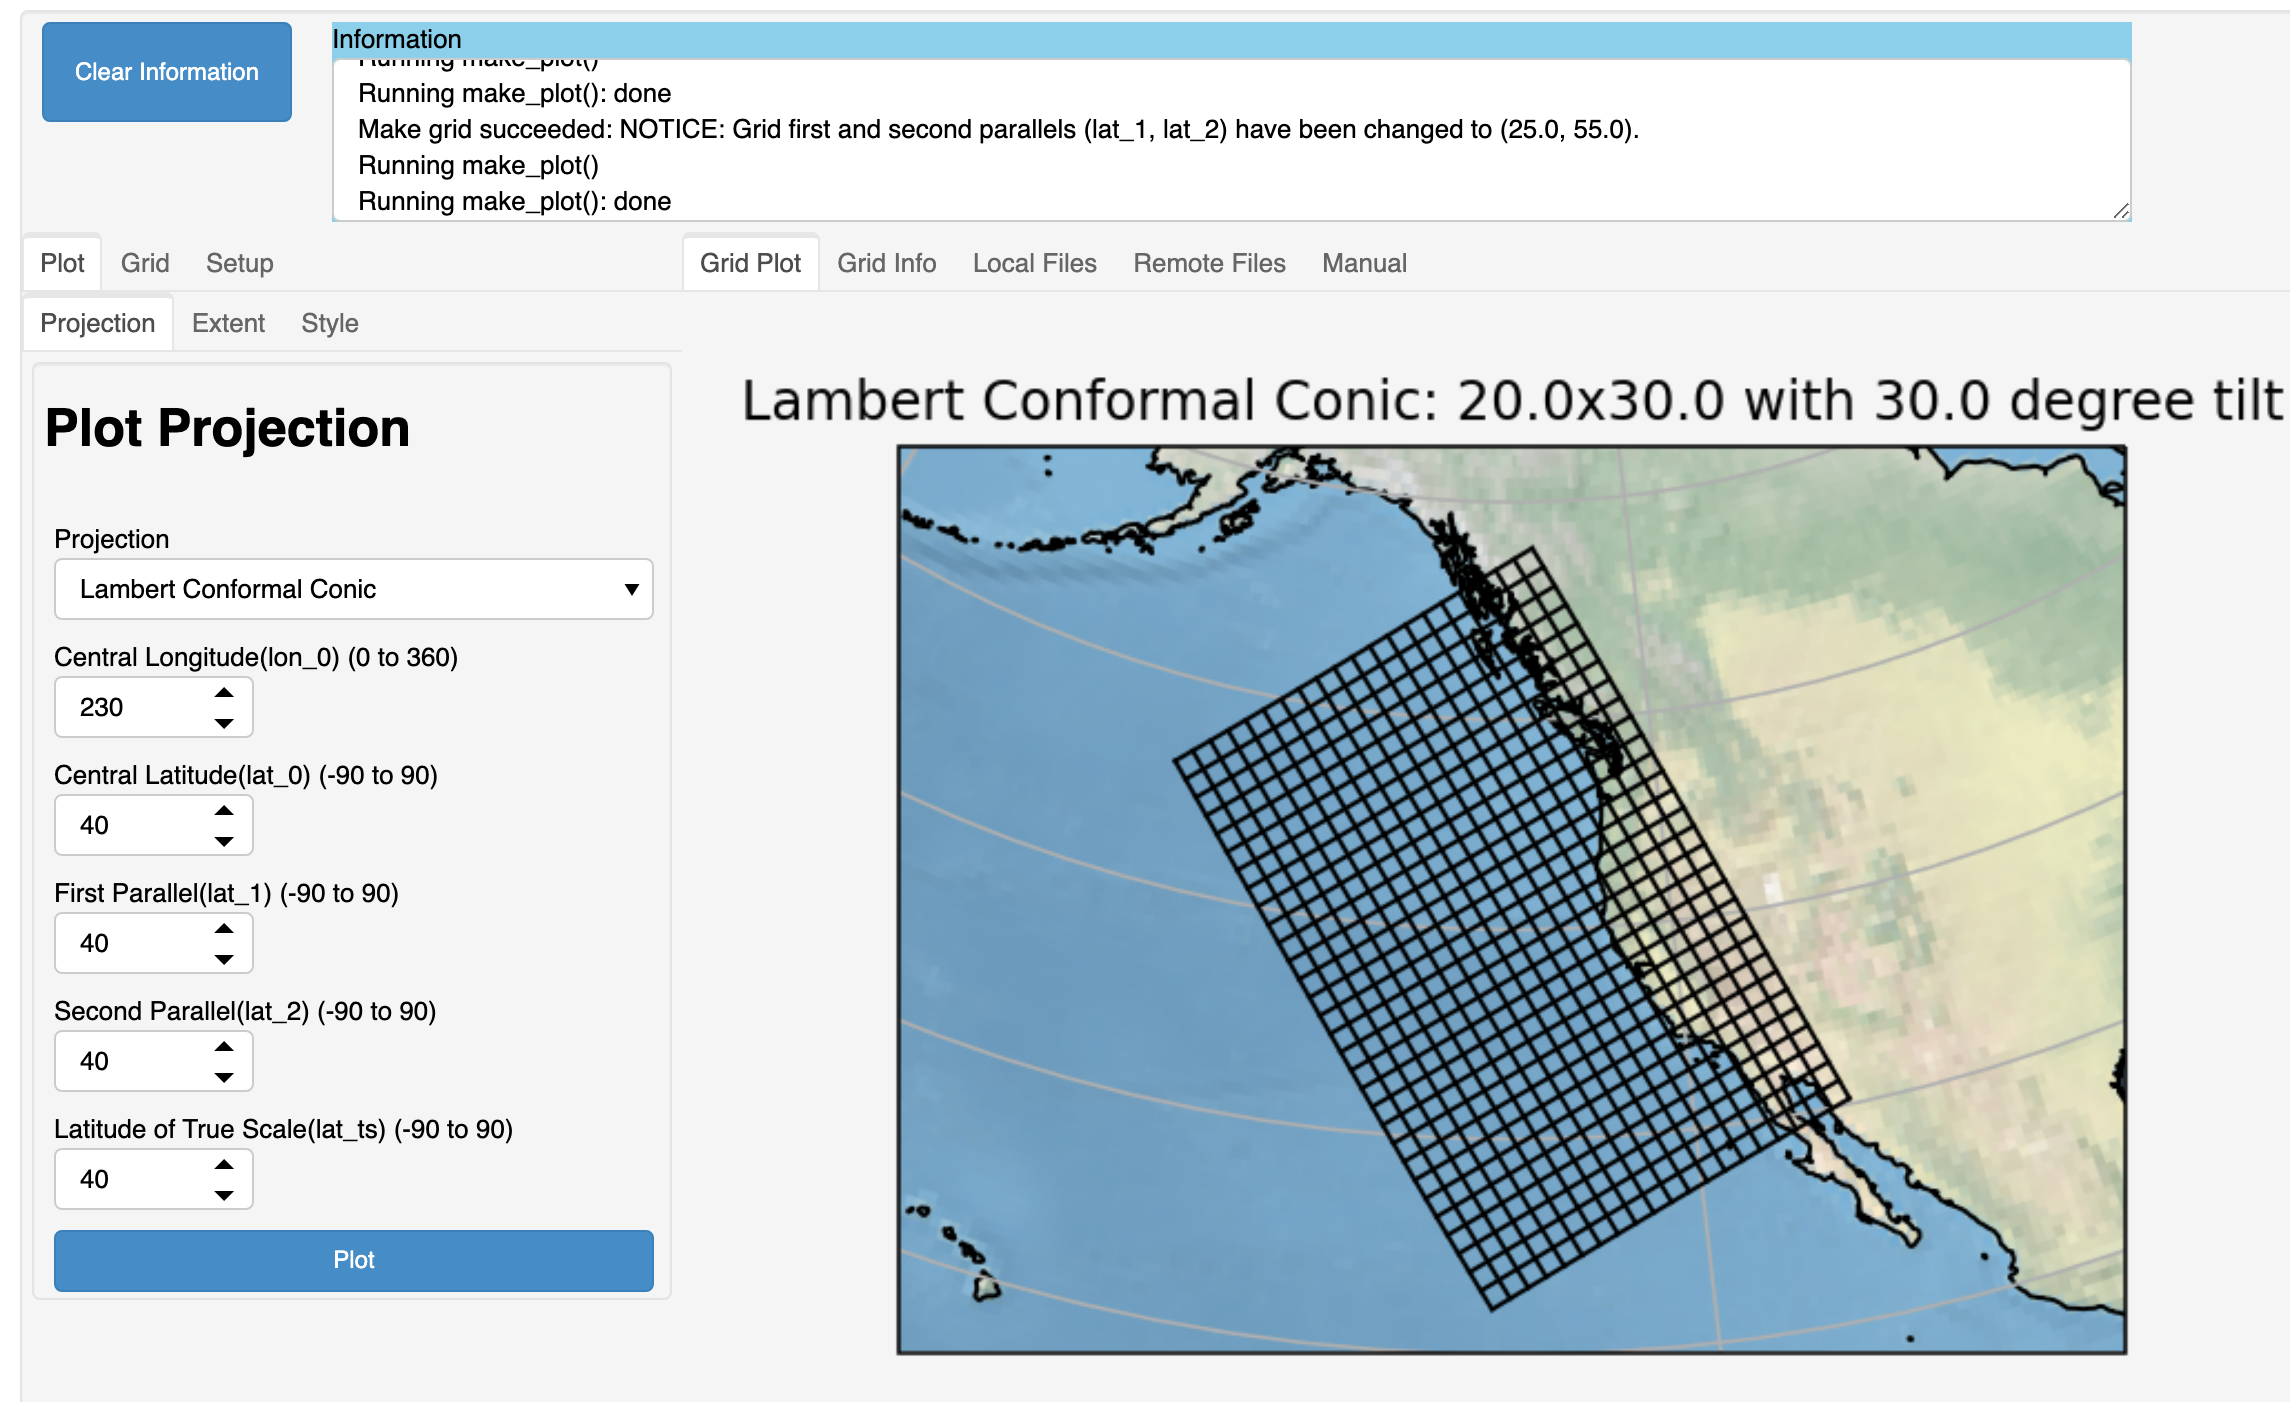 Clear Information
Information
Running make_plot()
Running make_plot(): done
Make grid succeeded: NOTICE: Grid first and second parallels (lat_1, lat_2) have been changed to (25.0, 55.0).
Running make_plot()
Running make_plot(): done
Plot Grid Setup
Grid Plot Grid Info Local Files Remote Files Manual
Projection Extent Style
Plot Projection
Projection
Lambert Conformal Conic
Central Longitude(lon_0) (0 to 360)
230
Central Latitude(lat_0) (-90 to 90)
40
First Parallel(lat_1) (-90 to 90)
40
Second Parallel(lat_2) (-90 to 90)
40
Latitude of True Scale(lat_ts) (-90 to 90)
40
Plot
Lambert Conformal Conic: 20.0x30.0 with 30.0 degree tilt